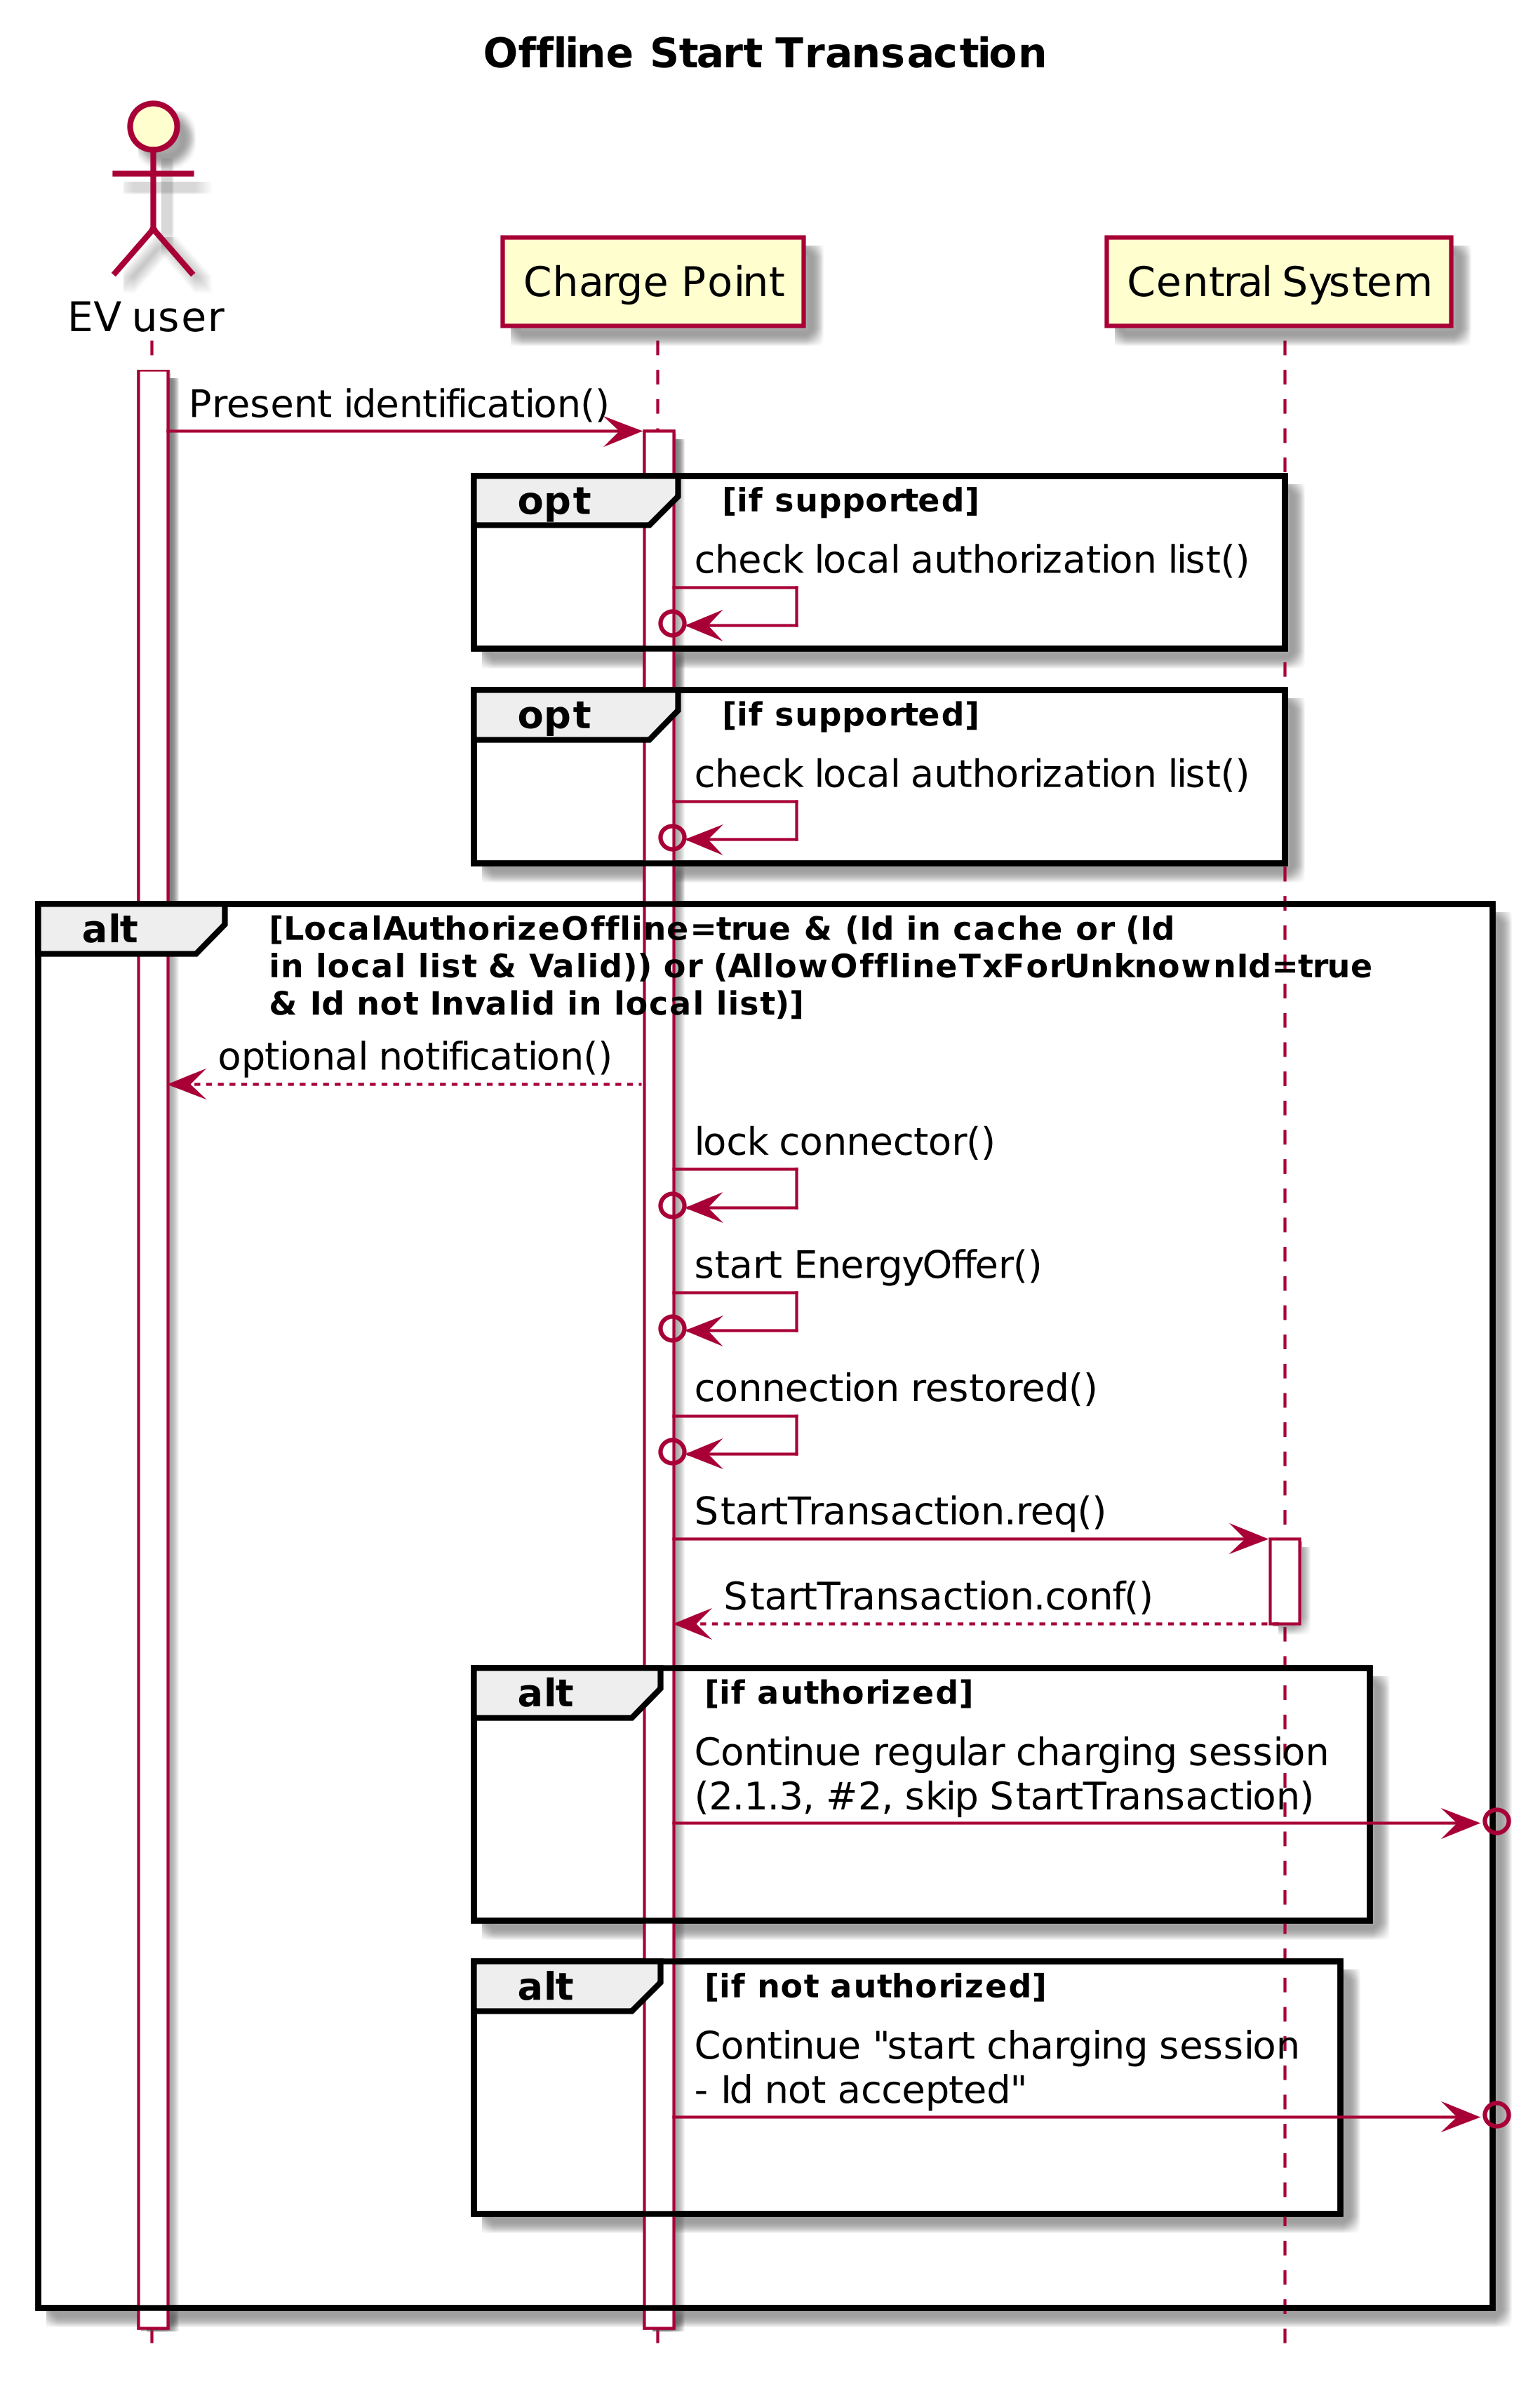 Offline Start Transaction
EV user
Charge Point
Central System
Present identification()
opt [if supported]
check local authorization list()
opt [if supported]
check local authorization list()
alt [LocalAuthorizeOffline=true & (Id in cache or (Id
in local list & Valid)) or (AllowOfflineTxForUnknownId=true
& Id not Invalid in local list)]
optional notification()
lock connector()
start EnergyOffer()
connection restored()
StartTransaction.req()
StartTransaction.conf()
alt [if authorized]
Continue regular charging session
(2.1.3, #2, skip StartTransaction)
alt [if not authorized]
Continue "start charging session
- Id not accepted"